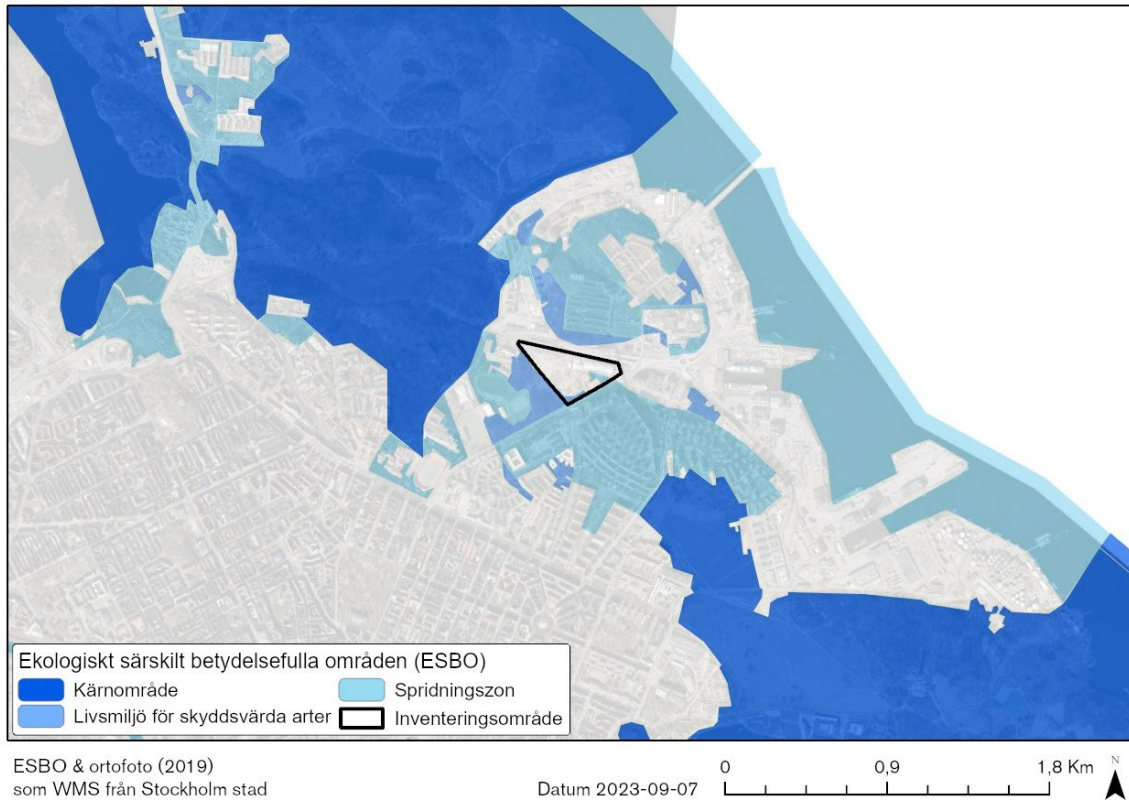 Ekologiskt särskilt betydelsefulla områden (ESBO)
Kärnområde
Spridningszon
Livsmiljö för skyddsvärda arter
Inventeringsområde
ESBO & ortofoto (2019)
som WMS från Stockholm stad
Datum 2023-09-07
0 0,9 1,8 Km
N